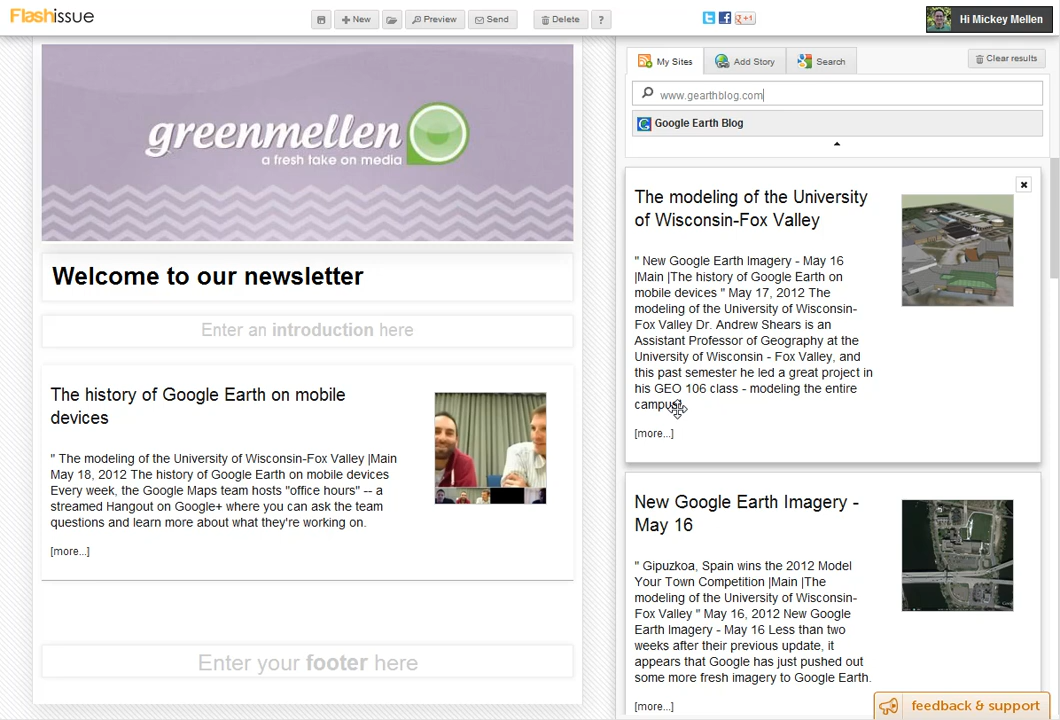 Flashissue
New
Preview
Send
Delete
?
+1
Hi Mickey Mellen
greenmellen
a fresh take on media
Welcome to our newsletter
Enter an introduction here
The history of Google Earth on mobile
devices
" The modeling of the University of Wisconsin-Fox Valley |Main
May 18, 2012 The history of Google Earth on mobile devices
Every week, the Google Maps team hosts "office hours" -- a
streamed Hangout on Google+ where you can ask the team
questions and learn more about what they're working on.
[more...]
Enter your footer here
My Sites
Add Story
Search
Clear results
www.gearthblog.com
Google Earth Blog
The modeling of the University
of Wisconsin-Fox Valley
" New Google Earth Imagery - May 16
|Main |The history of Google Earth on
mobile devices " May 17, 2012 The
modeling of the University of Wisconsin-
Fox Valley Dr. Andrew Shears is an
Assistant Professor of Geography at the
University of Wisconsin - Fox Valley, and
this past semester he led a great project in
his GEO 106 class - modeling the entire
campus.
[more...]
New Google Earth Imagery -
May 16
" Gipuzkoa, Spain wins the 2012 Model
Your Town Competition |Main |The
modeling of the University of Wisconsin-
Fox Valley " May 16, 2012 New Google
Earth Imagery - May 16 Less than two
weeks after their previous update, it
appears that Google has just pushed out
some more fresh imagery to Google Earth.
[more...]
feedback & support